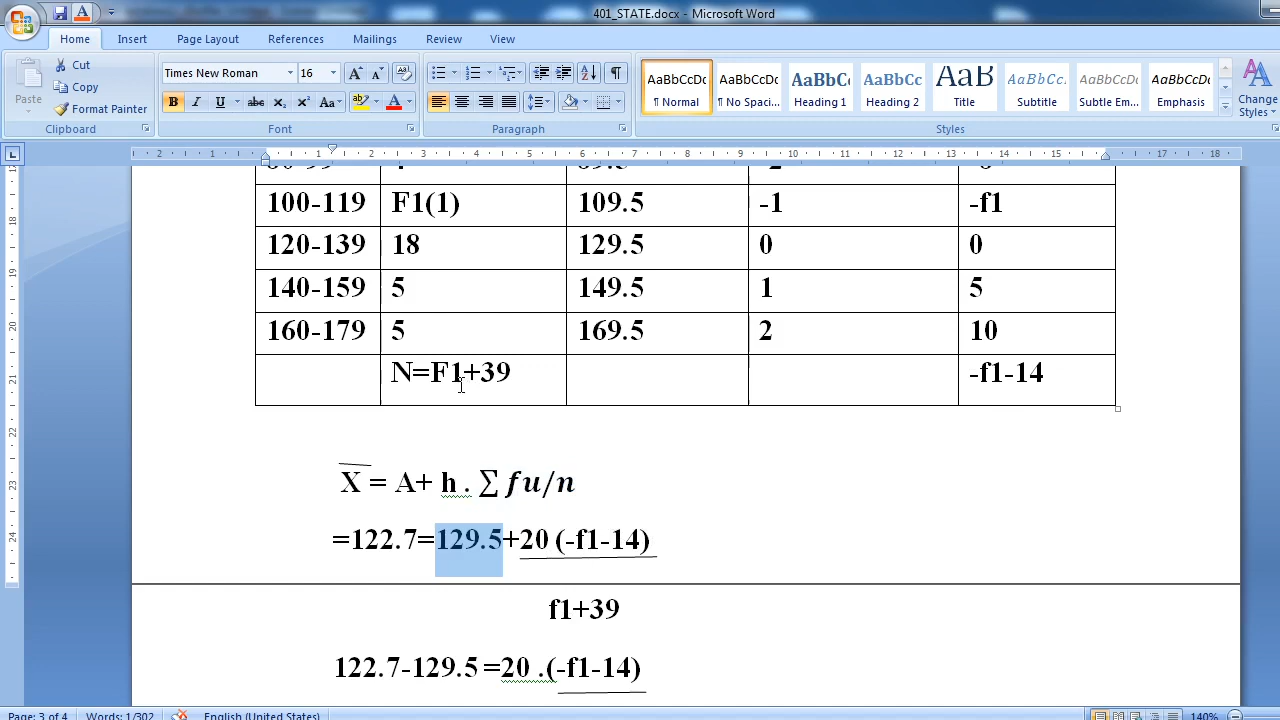 401_STATE.docx - Microsoft Word
Home Insert Page Layout References Mailings Review View
Paste Cut Copy Format Painter Clipboard
Times New Roman 16 Font
Paragraph
AaBbCcDc AaBbCcDc AaBbC AaBbCc AaB AaBbCc. AaBbCcDc AaBbCcDc
¶ Normal ¶ No Spaci... Heading 1 Heading 2 Title Subtitle Subtle Em... Emphasis Change Styles
Styles
100-119 F1(1) 109.5 -1 -f1
120-139 18 129.5 0 0
140-159 5 149.5 1 5
160-179 5 169.5 2 10
N=F1+39 -f1-14
X = A+ h . ∑ fu/n
=122.7=129.5+20 (-f1-14)
f1+39
122.7-129.5 =20 .(-f1-14)
Page: 3 of 4 Words: 1/302 English (United States) 140%